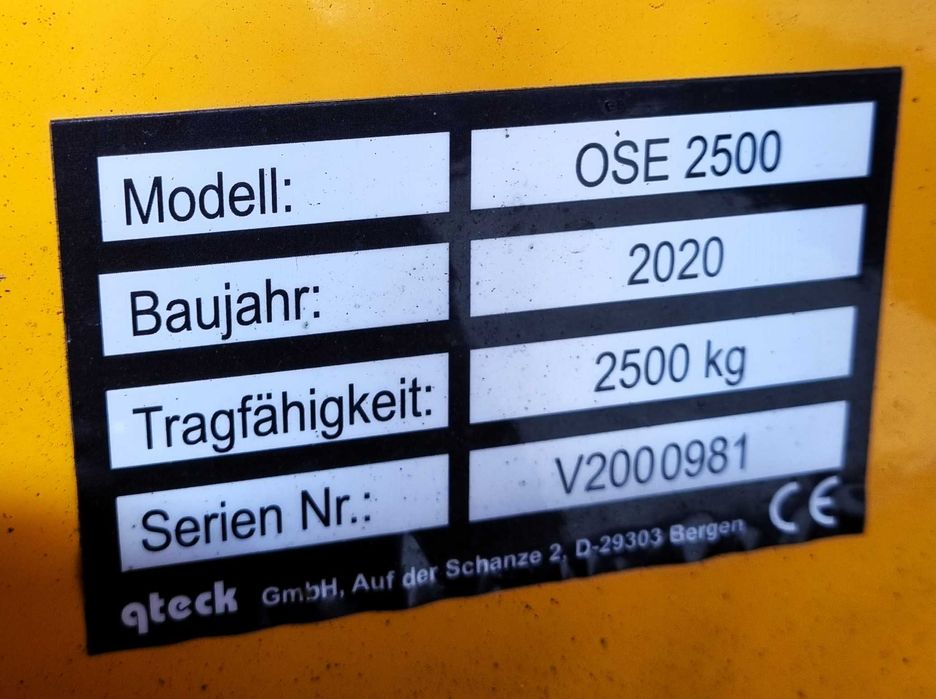 Modell: OSE 2500
Baujahr: 2020
Tragfähigkeit: 2500 kg
Serien Nr.: V2000981
qteck GmbH, Auf der Schanze 2, D-29303 Bergen CE